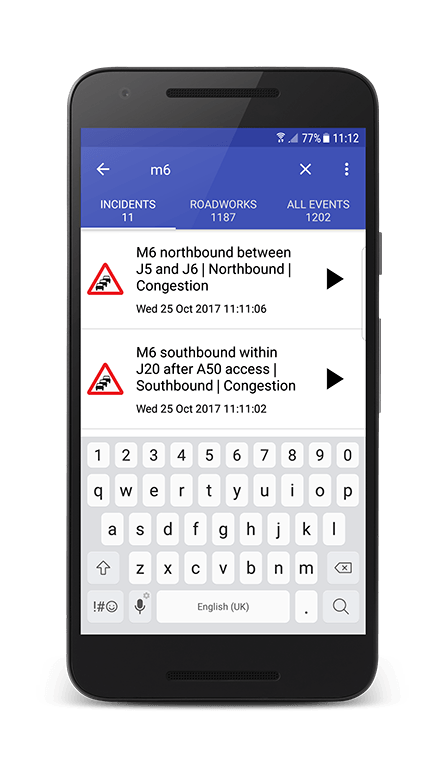 77% 11:12
m6
INCIDENTS ROADWORKS ALL EVENTS
11 1187 1202
M6 northbound between
J5 and J6 | Northbound |
Congestion
Wed 25 Oct 2017 11:11:06
M6 southbound within
J20 after A50 access |
Southbound | Congestion
Wed 25 Oct 2017 11:11:02
1 2 3 4 5 6 7 8 9 0
q w e r t y u i o p
a s d f g h j k l
z x c v b n m
!#☺ English (UK) .